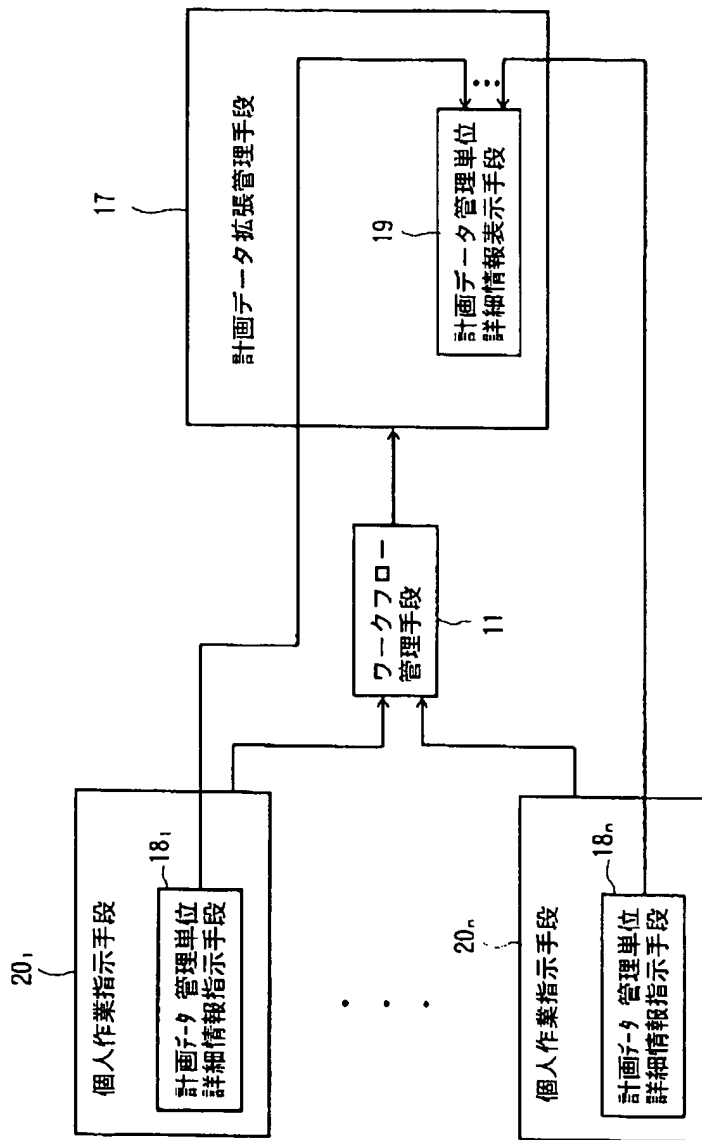 20₁
個人作業指示手段
18₁
計画データ管理単位
詳細情報指示手段
20ₙ
個人作業指示手段
18ₙ
計画データ管理単位
詳細情報指示手段
ワークフロー
管理手段
11
17
計画データ拡張管理手段
19
計画データ管理単位
詳細情報表示手段